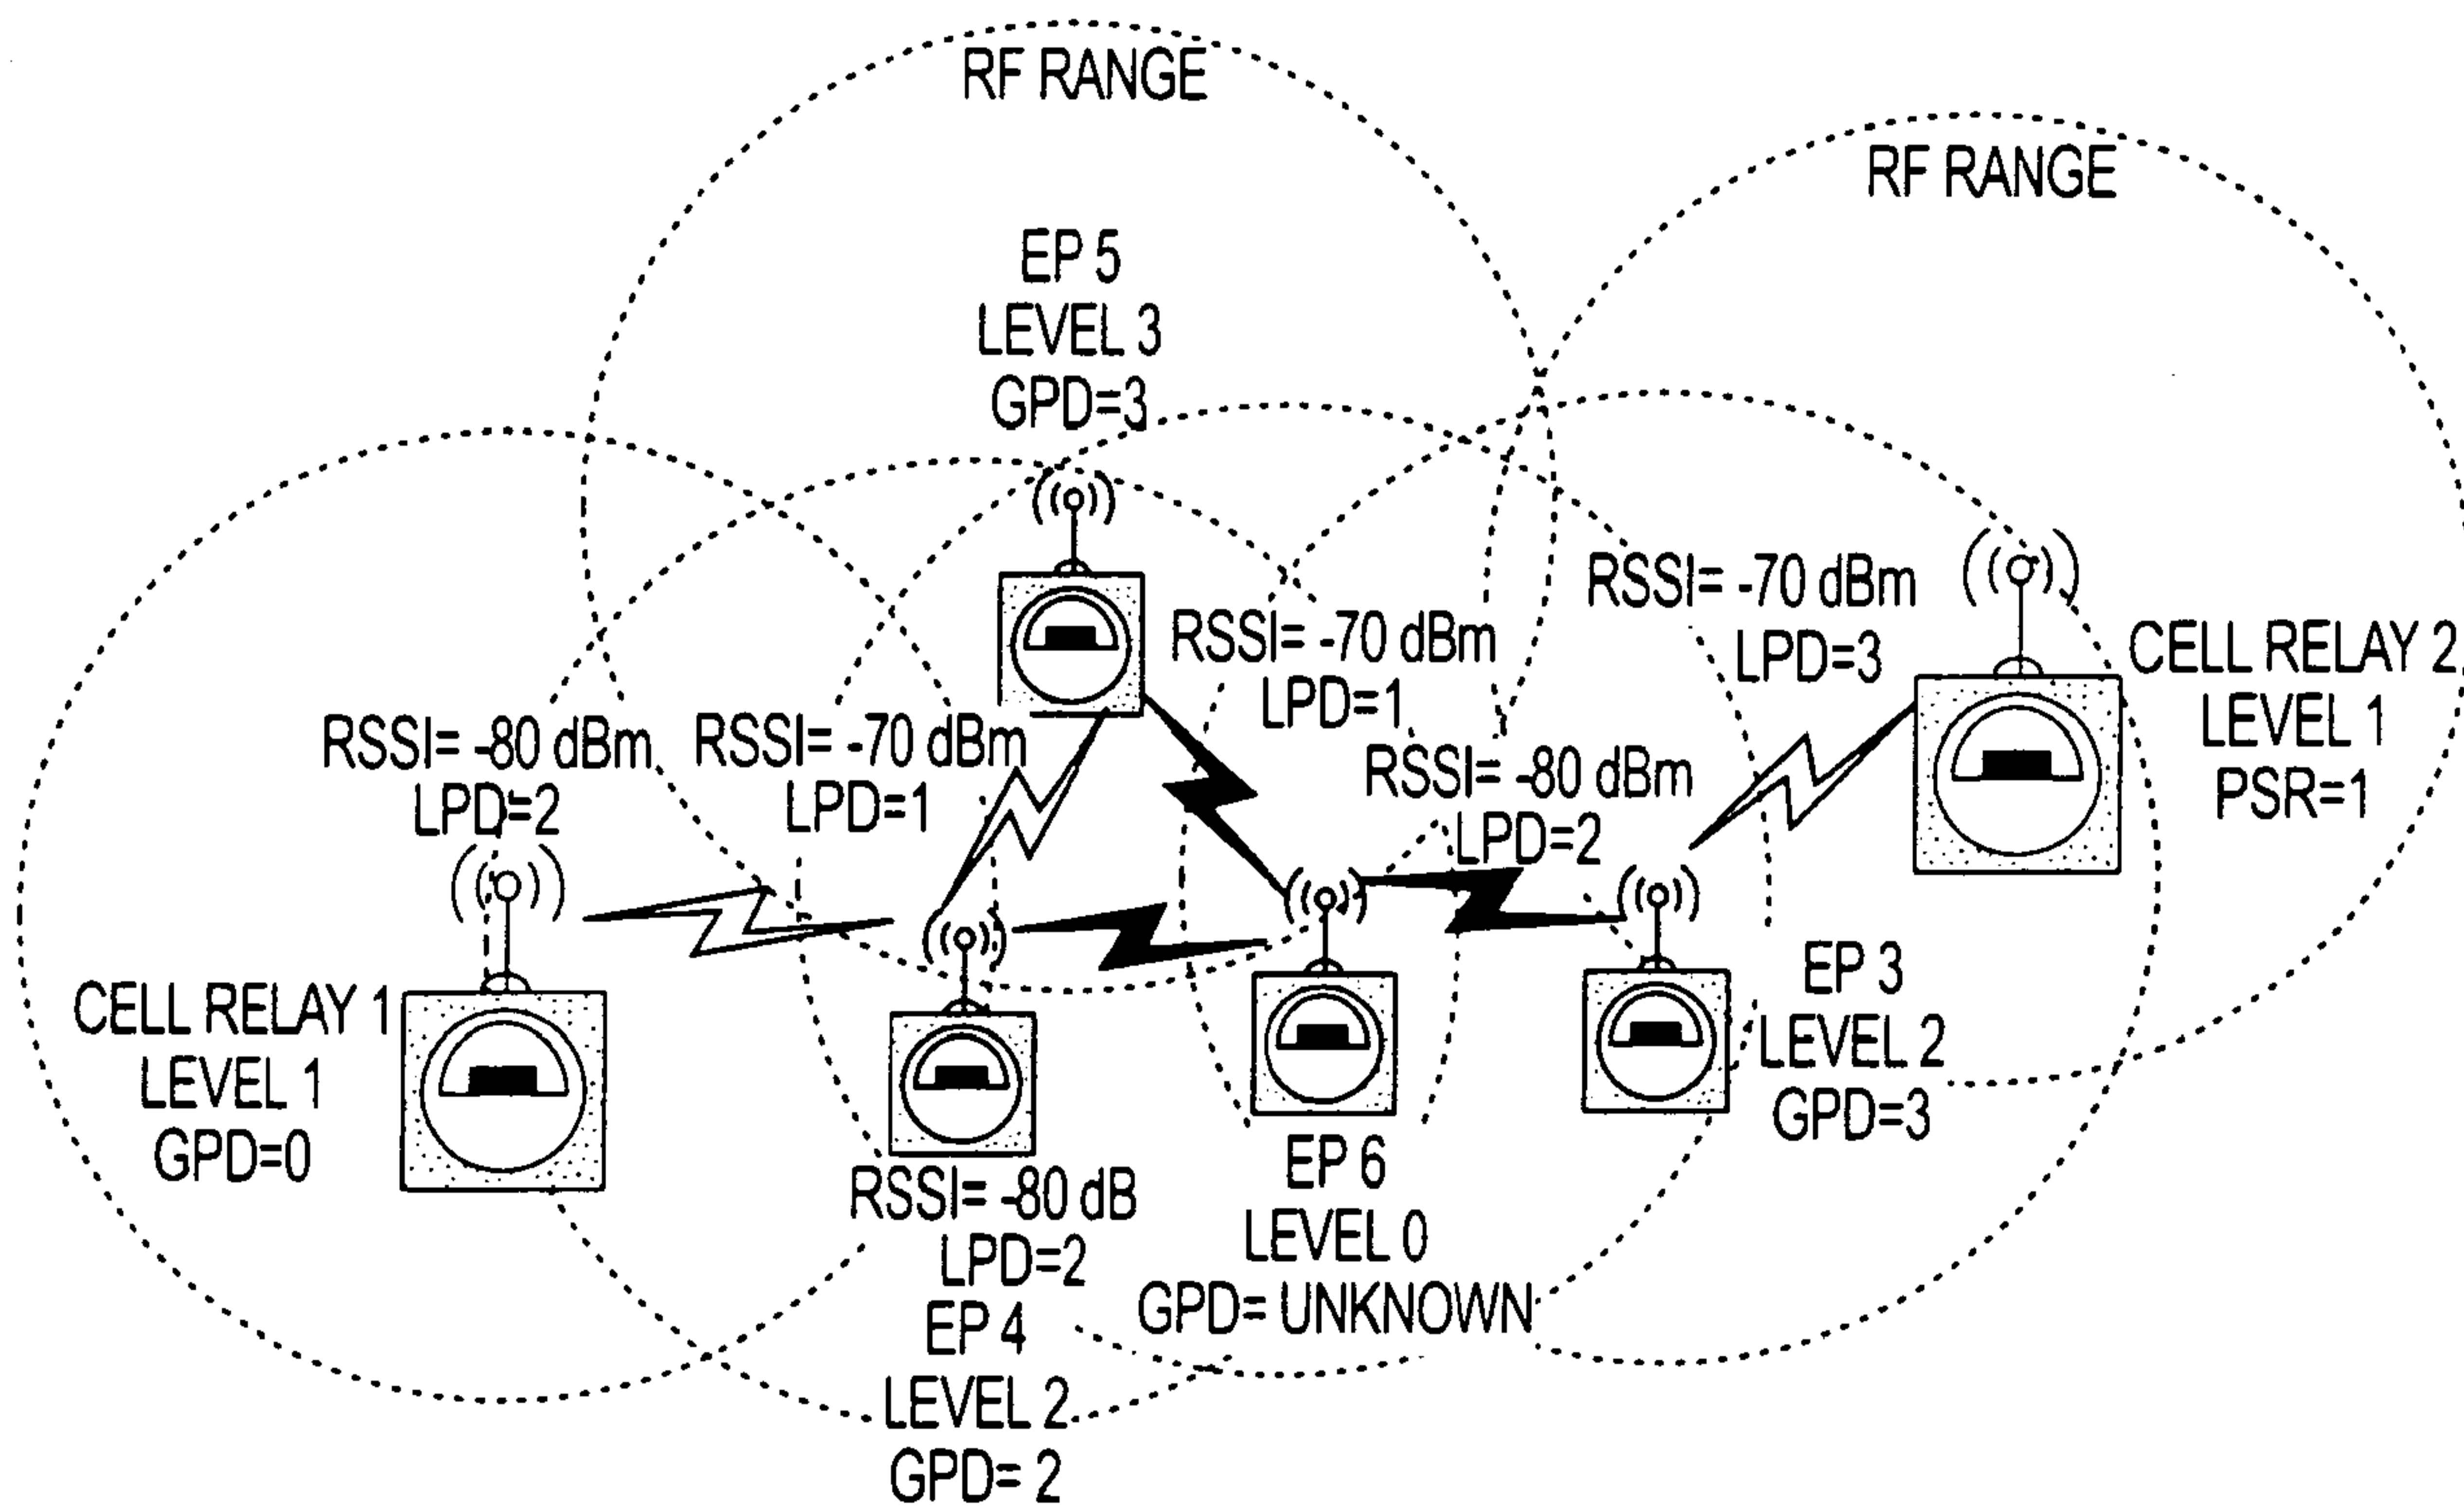 RF RANGE
RF RANGE
EP 5
LEVEL 3
GPD=3
RSSI= -70 dBm
LPD=3
RSSI= -70 dBm
LPD=1
CELL RELAY 2
LEVEL 1
PSR=1
RSSI= -80 dBm
LPD=2
RSSI= -70 dBm
LPD=1
RSSI= -80 dBm
LPD=2
CELL RELAY 1
LEVEL 1
GPD=0
EP 3
LEVEL 2
GPD=3
RSSI= -80 dB
LPD=2
EP 4
LEVEL 2
GPD= 2
EP 6
LEVEL 0
GPD= UNKNOWN